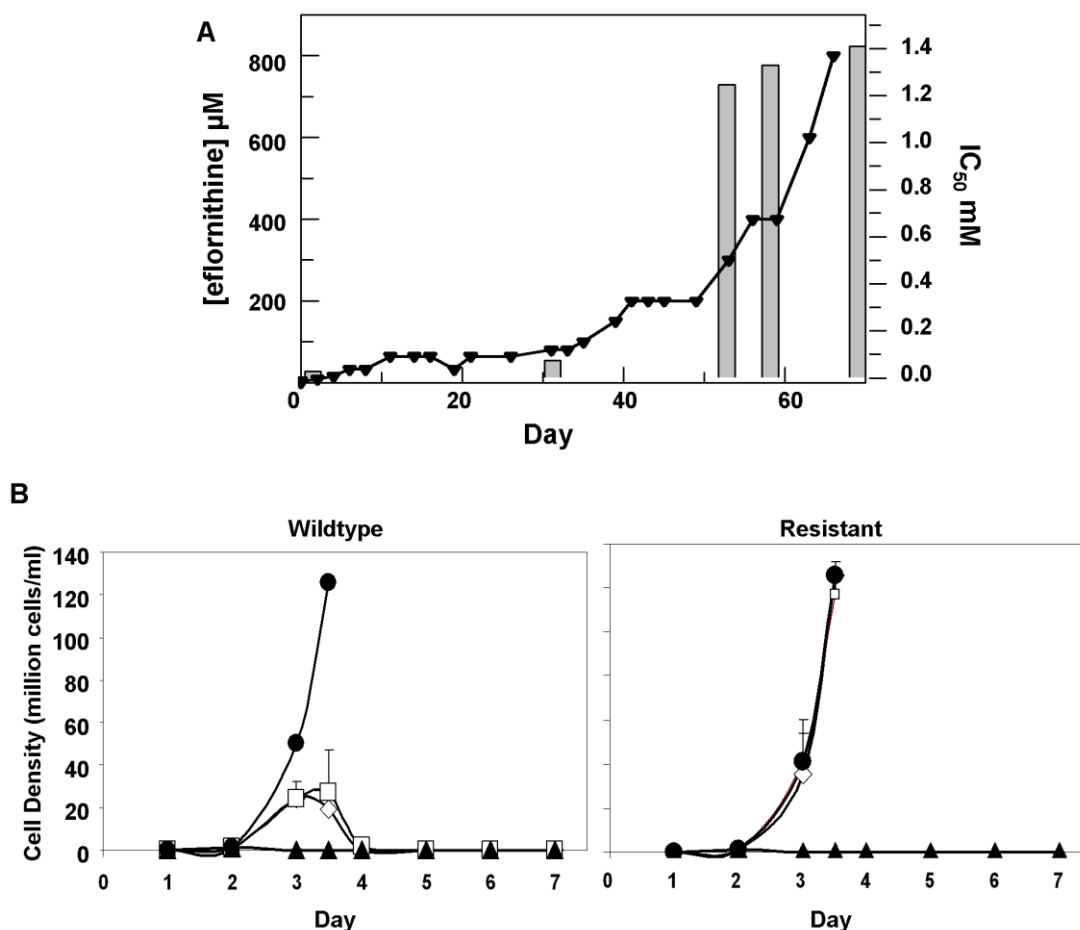 A
[eflornithine] µM
800
600
400
200
0
20
40
60
Day
1.4
1.2
1.0
0.8
0.6
0.4
0.2
0.0
IC50 mM
B
Wildtype
Cell Density (million cells/ml)
140
120
100
80
60
40
20
0
0 1 2 3 4 5 6 7
Day
Resistant
0 1 2 3 4 5 6 7
Day